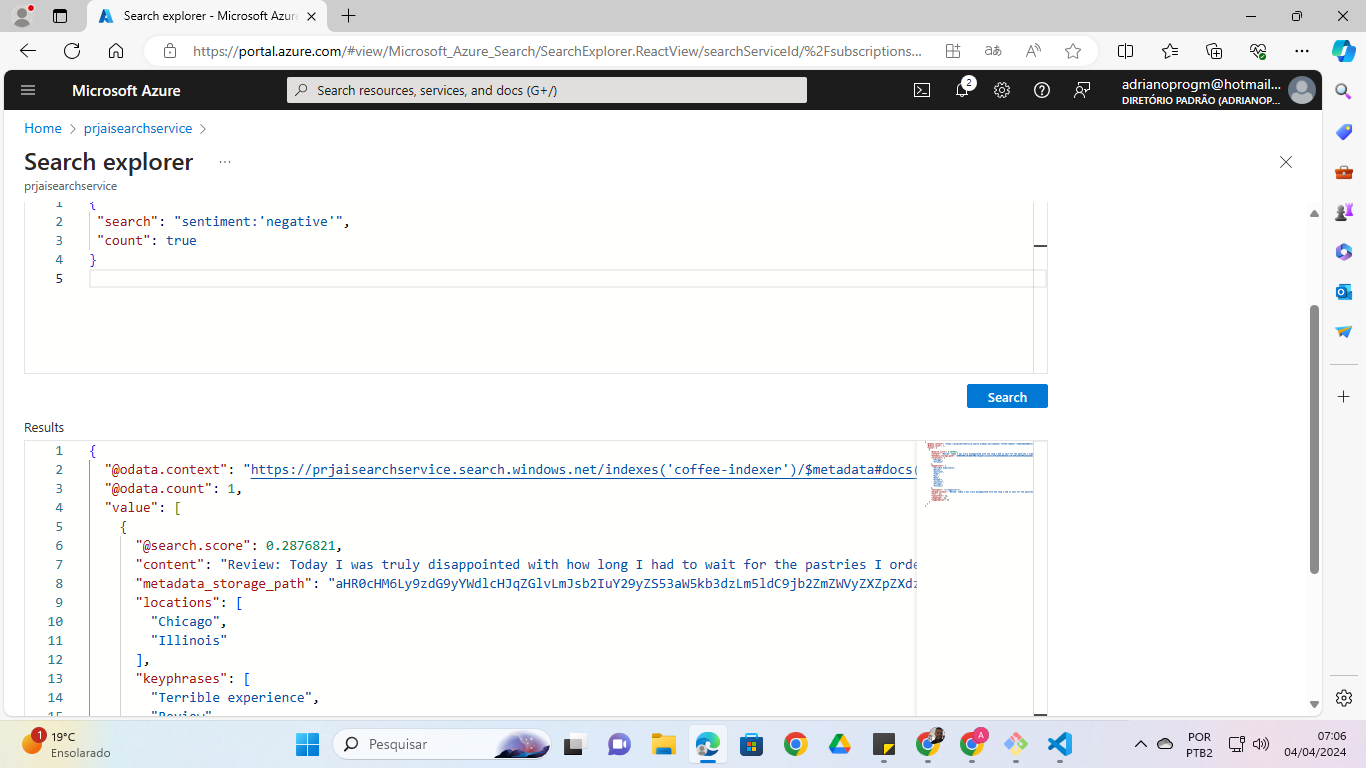 Search explorer - Microsoft Azur
https://portal.azure.com/#view/Microsoft_Azure_Search/SearchExplorer.ReactView/searchServiceId/%2Fsubscriptions...
Microsoft Azure
Search resources, services, and docs (G+/)
2
adrianoprogm@hotmail...
DIRETÓRIO PADRÃO (ADRIANOP...
Home > prjaisearchservice >
Search explorer ...
prjaisearchservice
1 {
2 "search": "sentiment:'negative'",
3 "count": true
4 }
5
Search
Results
1 {
2 "@odata.context": "https://prjaisearchservice.search.windows.net/indexes('coffee-indexer')/$metadata#docs(
3 "@odata.count": 1,
4 "value": [
5 {
6 "@search.score": 0.2876821,
7 "content": "Review: Today I was truly disappointed with how long I had to wait for the pastries I orde
8 "metadata_storage_path": "aHR0cHM6Ly9zdG9yYWdlcHJqZGlvLmJsb2IuY29yZS53aW5kb3dzLm5ldC9jb2ZmZWVyZXZpZXdz
9 "locations": [
10 "Chicago",
11 "Illinois"
12 ],
13 "keyphrases": [
14 "Terrible experience",
15 "Review"
1
19°C
Ensolarado
Pesquisar
A
POR
PTB2
07:06
04/04/2024